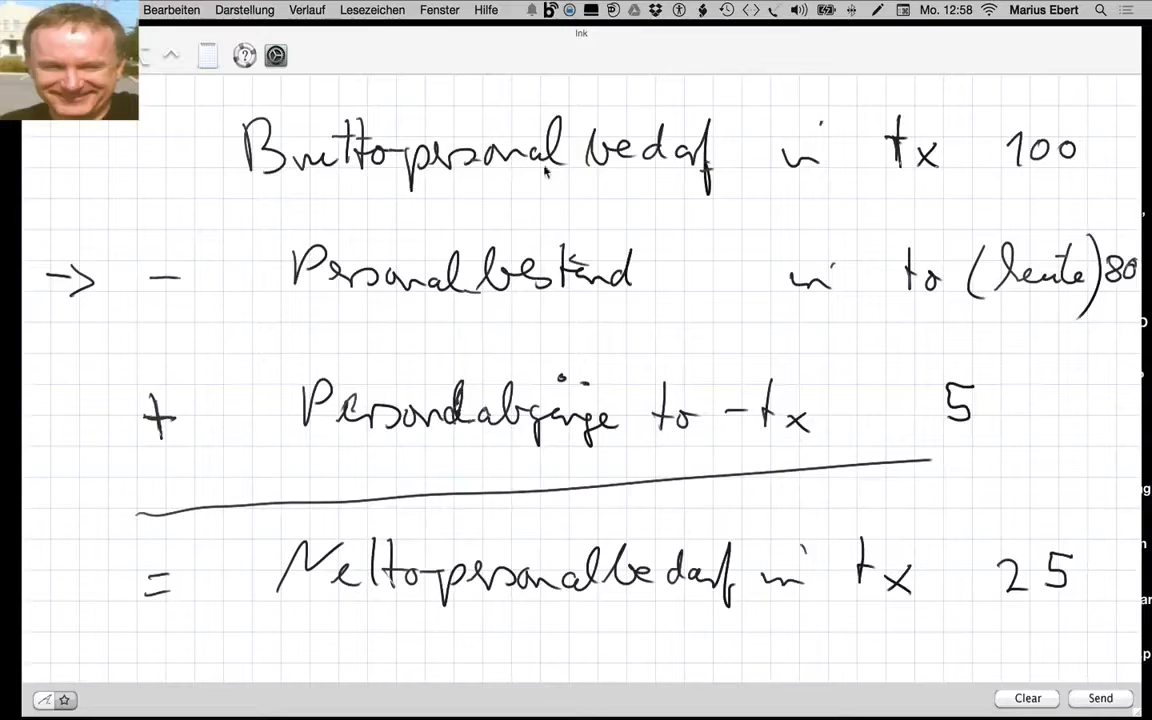 Bearbeiten Darstellung Verlauf Lesezeichen Fenster Hilfe Mo. 12:58 Marius Ebert
Ink
Bruttopersonalbedarf in tx 100
-> - Personalbestand in to (heute) 80
+ Personalabgänge to - tx 5
= Nettopersonalbedarf in tx 25
Clear Send